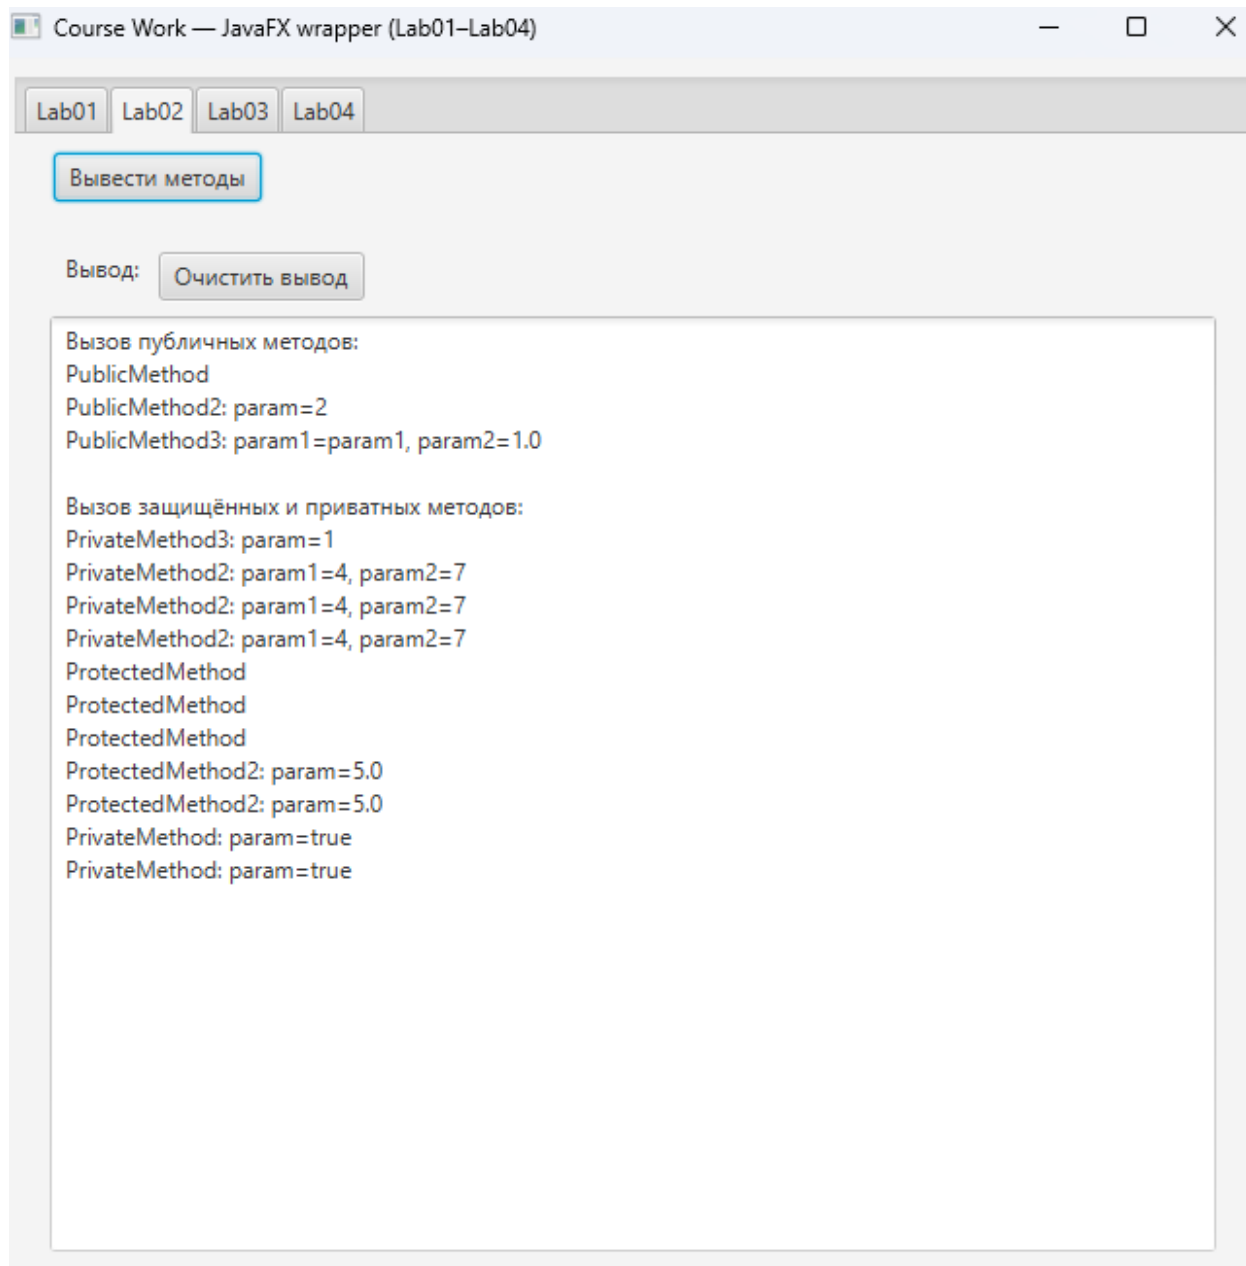 Course Work — JavaFX wrapper (Lab01–Lab04)
Lab01 Lab02 Lab03 Lab04
Вывести методы
Вывод: Очистить вывод
Вызов публичных методов:
PublicMethod
PublicMethod2: param=2
PublicMethod3: param1=param1, param2=1.0
Вызов защищённых и приватных методов:
PrivateMethod3: param=1
PrivateMethod2: param1=4, param2=7
PrivateMethod2: param1=4, param2=7
PrivateMethod2: param1=4, param2=7
ProtectedMethod
ProtectedMethod
ProtectedMethod
ProtectedMethod2: param=5.0
ProtectedMethod2: param=5.0
PrivateMethod: param=true
PrivateMethod: param=true